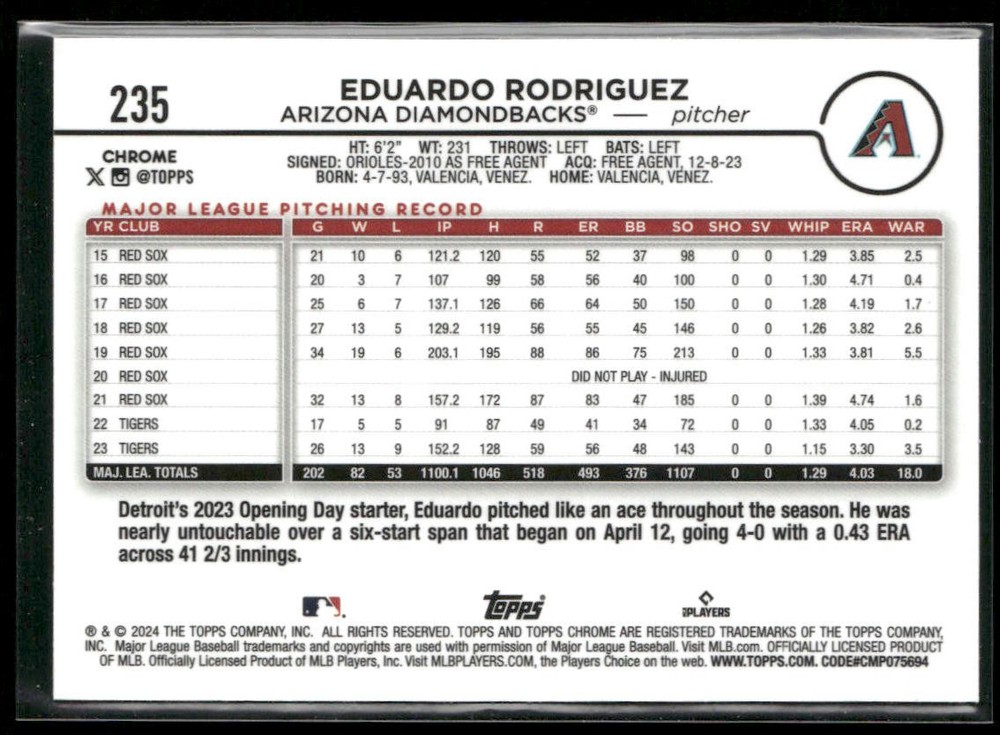 235
EDUARDO RODRIGUEZ
ARIZONA DIAMONDBACKS® — pitcher
A
CHROME
X @TOPPS
HT: 6'2" WT: 231 THROWS: LEFT BATS: LEFT
SIGNED: ORIOLES-2010 AS FREE AGENT ACQ: FREE AGENT, 12-8-23
BORN: 4-7-93, VALENCIA, VENEZ. HOME: VALENCIA, VENEZ.
MAJOR LEAGUE PITCHING RECORD
YR CLUB G W L IP H R ER BB SO SHO SV WHIP ERA WAR
15 RED SOX 21 10 6 121.2 120 55 52 37 98 0 0 1.29 3.85 2.5
16 RED SOX 20 3 7 107 99 58 56 40 100 0 0 1.30 4.71 0.4
17 RED SOX 25 6 7 137.1 126 66 64 50 150 0 0 1.28 4.19 1.7
18 RED SOX 27 13 5 129.2 119 56 55 45 146 0 0 1.26 3.82 2.6
19 RED SOX 34 19 6 203.1 195 88 86 75 213 0 0 1.33 3.81 5.5
20 RED SOX DID NOT PLAY - INJURED
21 RED SOX 32 13 8 157.2 172 87 83 47 185 0 0 1.39 4.74 1.6
22 TIGERS 17 5 5 91 87 49 41 34 72 0 0 1.33 4.05 0.2
23 TIGERS 26 13 9 152.2 128 59 56 48 143 0 0 1.15 3.30 3.5
MAJ. LEA. TOTALS 202 82 53 1100.1 1046 518 493 376 1107 0 0 1.29 4.03 18.0
Detroit's 2023 Opening Day starter, Eduardo pitched like an ace throughout the season. He was
nearly untouchable over a six-start span that began on April 12, going 4-0 with a 0.43 ERA
across 41 2/3 innings.
Topps® PLAYERS
® & © 2024 THE TOPPS COMPANY, INC. ALL RIGHTS RESERVED. TOPPS AND TOPPS CHROME ARE REGISTERED TRADEMARKS OF THE TOPPS COMPANY,
INC. Major League Baseball trademarks and copyrights are used with permission of Major League Baseball. Visit MLB.com. OFFICIALLY LICENSED PRODUCT
OF MLB. Officially Licensed Product of MLB Players, Inc. Visit MLBPLAYERS.COM, the Players Choice on the web. WWW.TOPPS.COM. CODE#CMP075694